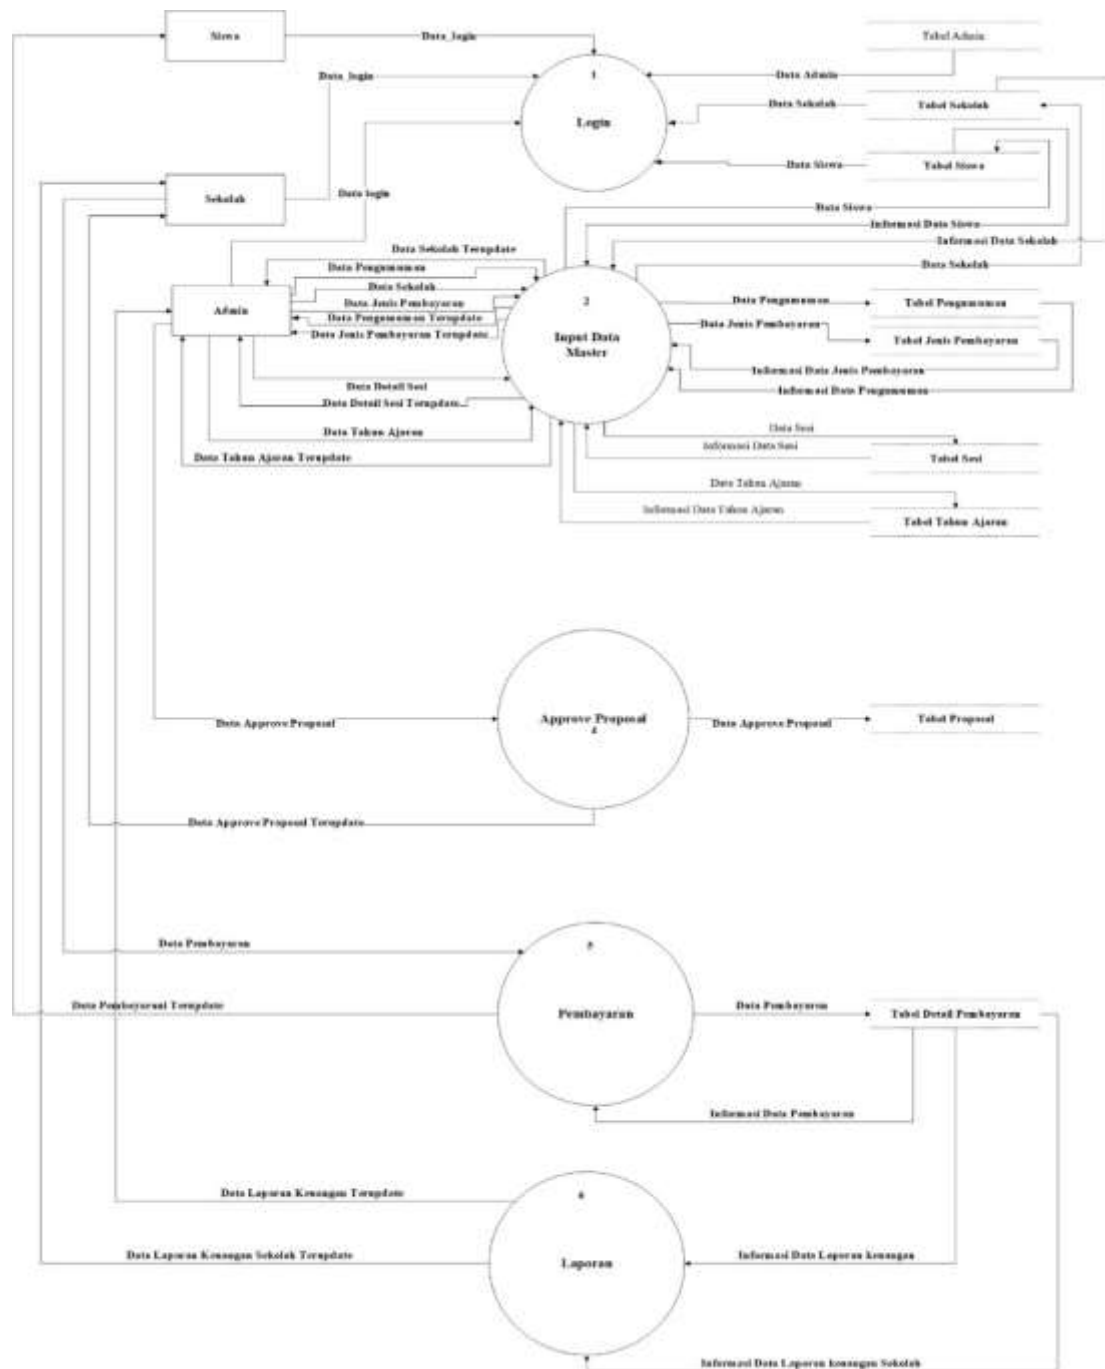 Siswa
Data_login
Tabel Admin
Data_login
1
Data Admin
Login
Data Sekolah
Tabel Sekolah
Data Siswa
Tabel Siswa
Sekolah
Data login
Data Siswa
Informasi Data Siswa
Informasi Data Sekolah
Data Sekolah Terupdate
Data Sekolah
Data Pengumuman
Data Sekolah
Data Jenis Pembayaran
Data Pengumuman Terupdate
Data Jenis Pembayaran Terupdate
Admin
2
Input Data
Master
Data Pengumuman
Tabel Pengumuman
Data Jenis Pembayaran
Tabel Jenis Pembayaran
Informasi Data Jenis Pembayaran
Informasi Data Pengumuman
Data Detail Sesi
Data Detail Sesi Terupdate
Data Tahun Ajaran
Data Tahun Ajaran Terupdate
Data Sesi
Informasi Data Sesi
Tabel Sesi
Data Tahun Ajaran
Informasi Data Tahun Ajaran
Tabel Tahun Ajaran
Data Approve Proposal
Approve Proposal
Data Approve Proposal
Tabel Proposal
Data Approve Proposal Terupdate
Data Pembayaran
Data Pembayaranl Terupdate
Pembayaran
Data Pembayaran
Tabel Detail Pembayaran
Informasi Data Pembayaran
Data Laporan Keuangan Terupdate
6
Data Laporan Keuangan Sekolah Terupdate
Laporan
Informasi Data Laporan keuangan
Informasi Data Laporan keuangan Sekolah